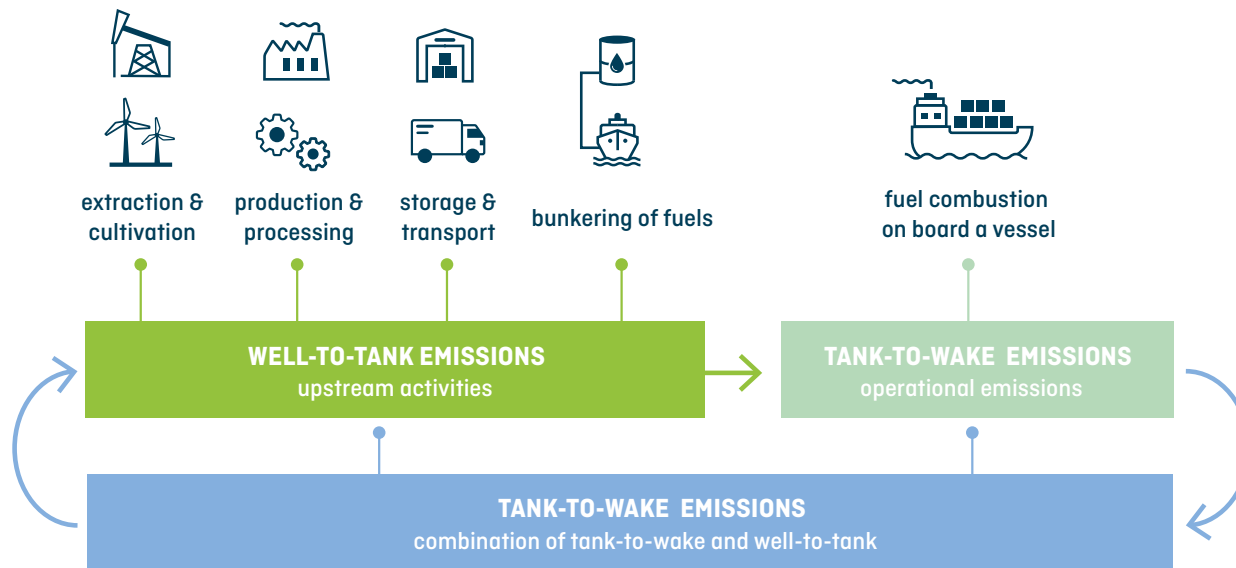 extraction &
cultivation
production &
processing
storage &
transport
bunkering of fuels
fuel combustion
on board a vessel
WELL-TO-TANK EMISSIONS
upstream activities
TANK-TO-WAKE EMISSIONS
operational emissions
TANK-TO-WAKE EMISSIONS
combination of tank-to-wake and well-to-tank